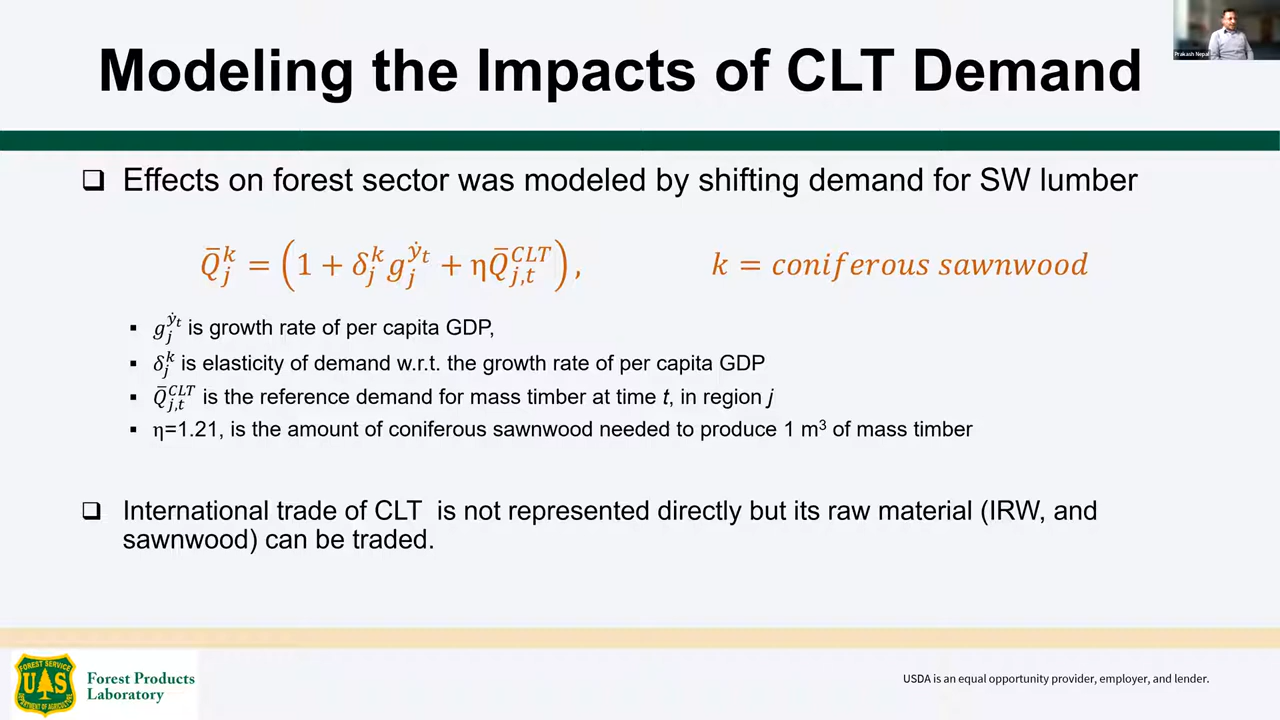 Prakash Nepal
Modeling the Impacts of CLT Demand
❑ Effects on forest sector was modeled by shifting demand for SW lumber
Q̄ⱼᵏ = (1 + δⱼᵏ gⱼ^ẏₜ + ηQ̄ⱼ,ₜ^CLT), k = coniferous sawnwood
▪ gⱼ^ẏₜ is growth rate of per capita GDP,
▪ δⱼᵏ is elasticity of demand w.r.t. the growth rate of per capita GDP
▪ Q̄ⱼ,ₜ^CLT is the reference demand for mass timber at time t, in region j
▪ η=1.21, is the amount of coniferous sawnwood needed to produce 1 m³ of mass timber
❑ International trade of CLT is not represented directly but its raw material (IRW, and
sawnwood) can be traded.
FOREST SERVICE
U S
DEPARTMENT OF AGRICULTURE
Forest Products
Laboratory
USDA is an equal opportunity provider, employer, and lender.